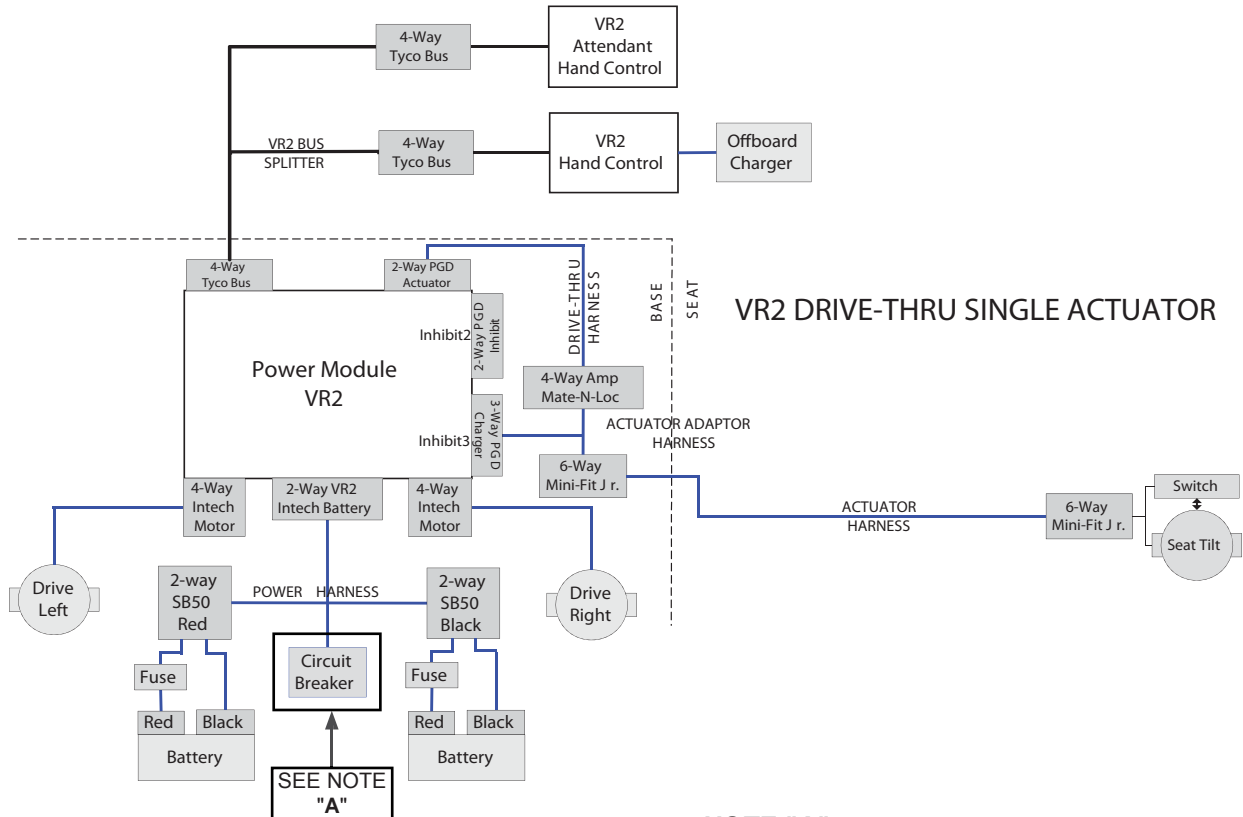 4-Way
Tyco Bus
VR2
Attendant
Hand Control
VR2 BUS
SPLITTER
4-Way
Tyco Bus
VR2
Hand Control
Offboard
Charger
4-Way
Tyco Bus
2-Way PGD
Actuator
DRIVE-THRU
HARNESS
BASE
SEAT
VR2 DRIVE-THRU SINGLE ACTUATOR
Inhibit2
2-Way PGD
Inhibit
Power Module
VR2
4-Way Amp
Mate-N-Loc
Inhibit3
3-Way PGD
Charger
ACTUATOR ADAPTOR
HARNESS
6-Way
Mini-Fit J r.
4-Way
Intech
Motor
2-Way VR2
Intech Battery
4-Way
Intech
Motor
ACTUATOR
HARNESS
6-Way
Mini-Fit J r.
Switch
Seat Tilt
Drive
Left
2-way
SB50
Red
POWER HARNESS
2-way
SB50
Black
Drive
Right
Fuse
Circuit
Breaker
Fuse
Red
Black
Red
Black
Battery
Battery
SEE NOTE
"A"